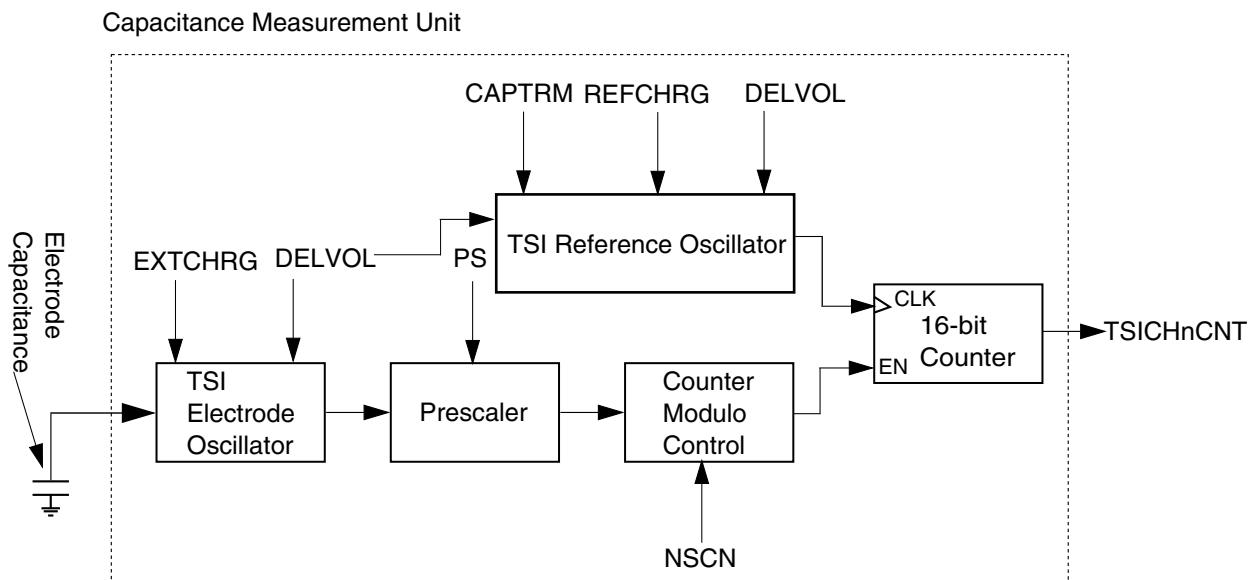 Capacitance Measurement Unit
CAPTRM REFCHRG DELVOL
TSI Reference Oscillator
Electrode
Capacitance
EXTCHRG DELVOL PS
CLK
16-bit
Counter
EN
TSICHnCNT
TSI
Electrode
Oscillator
Prescaler
Counter
Modulo
Control
NSCN